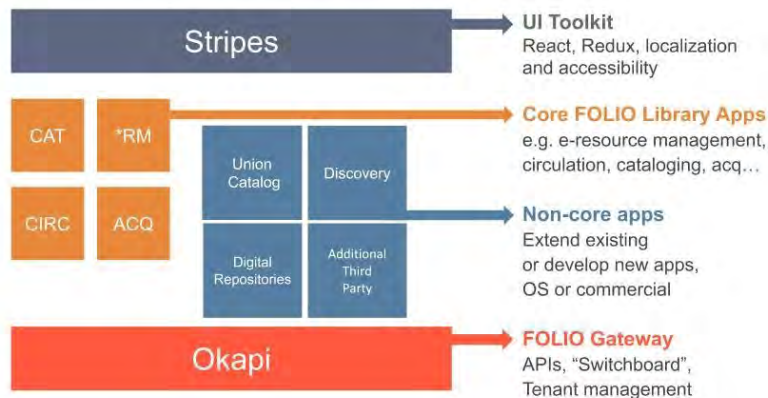 Stripes
UI Toolkit
React, Redux, localization
and accessibility
CAT
*RM
CIRC
ACQ
Core FOLIO Library Apps
e.g. e-resource management,
circulation, cataloging, acq…
Union
Catalog
Discovery
Digital
Repositories
Additional
Third
Party
Non-core apps
Extend existing
or develop new apps,
OS or commercial
Okapi
FOLIO Gateway
APIs, “Switchboard”,
Tenant management